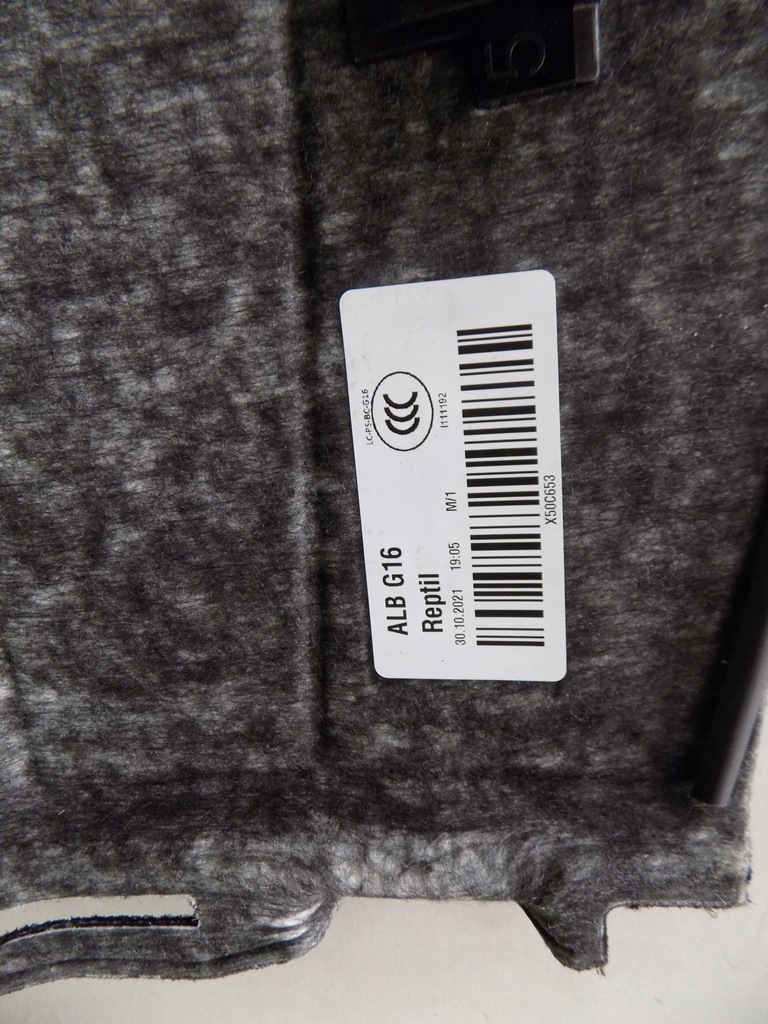 5
LC-PS-BC-G16
CCC
I111192
ALB G16
Reptil
30.10.2021 19:05 M/1
X50C653